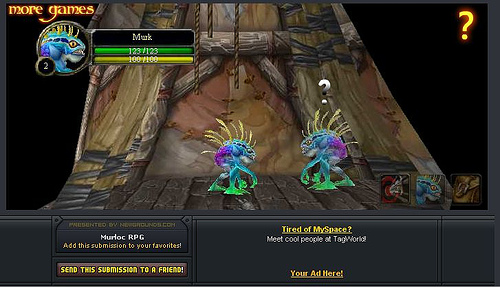 more games
?
Murk
123 /123
100 /100
2
?
PRESENTED BY NEWGROUNDS.COM
Murloc RPG
Add this submission to your favorites!
SEND THIS SUBMISSION TO A FRIEND!
Tired of MySpace?
Meet cool people at TagWorld!
Your Ad Here!